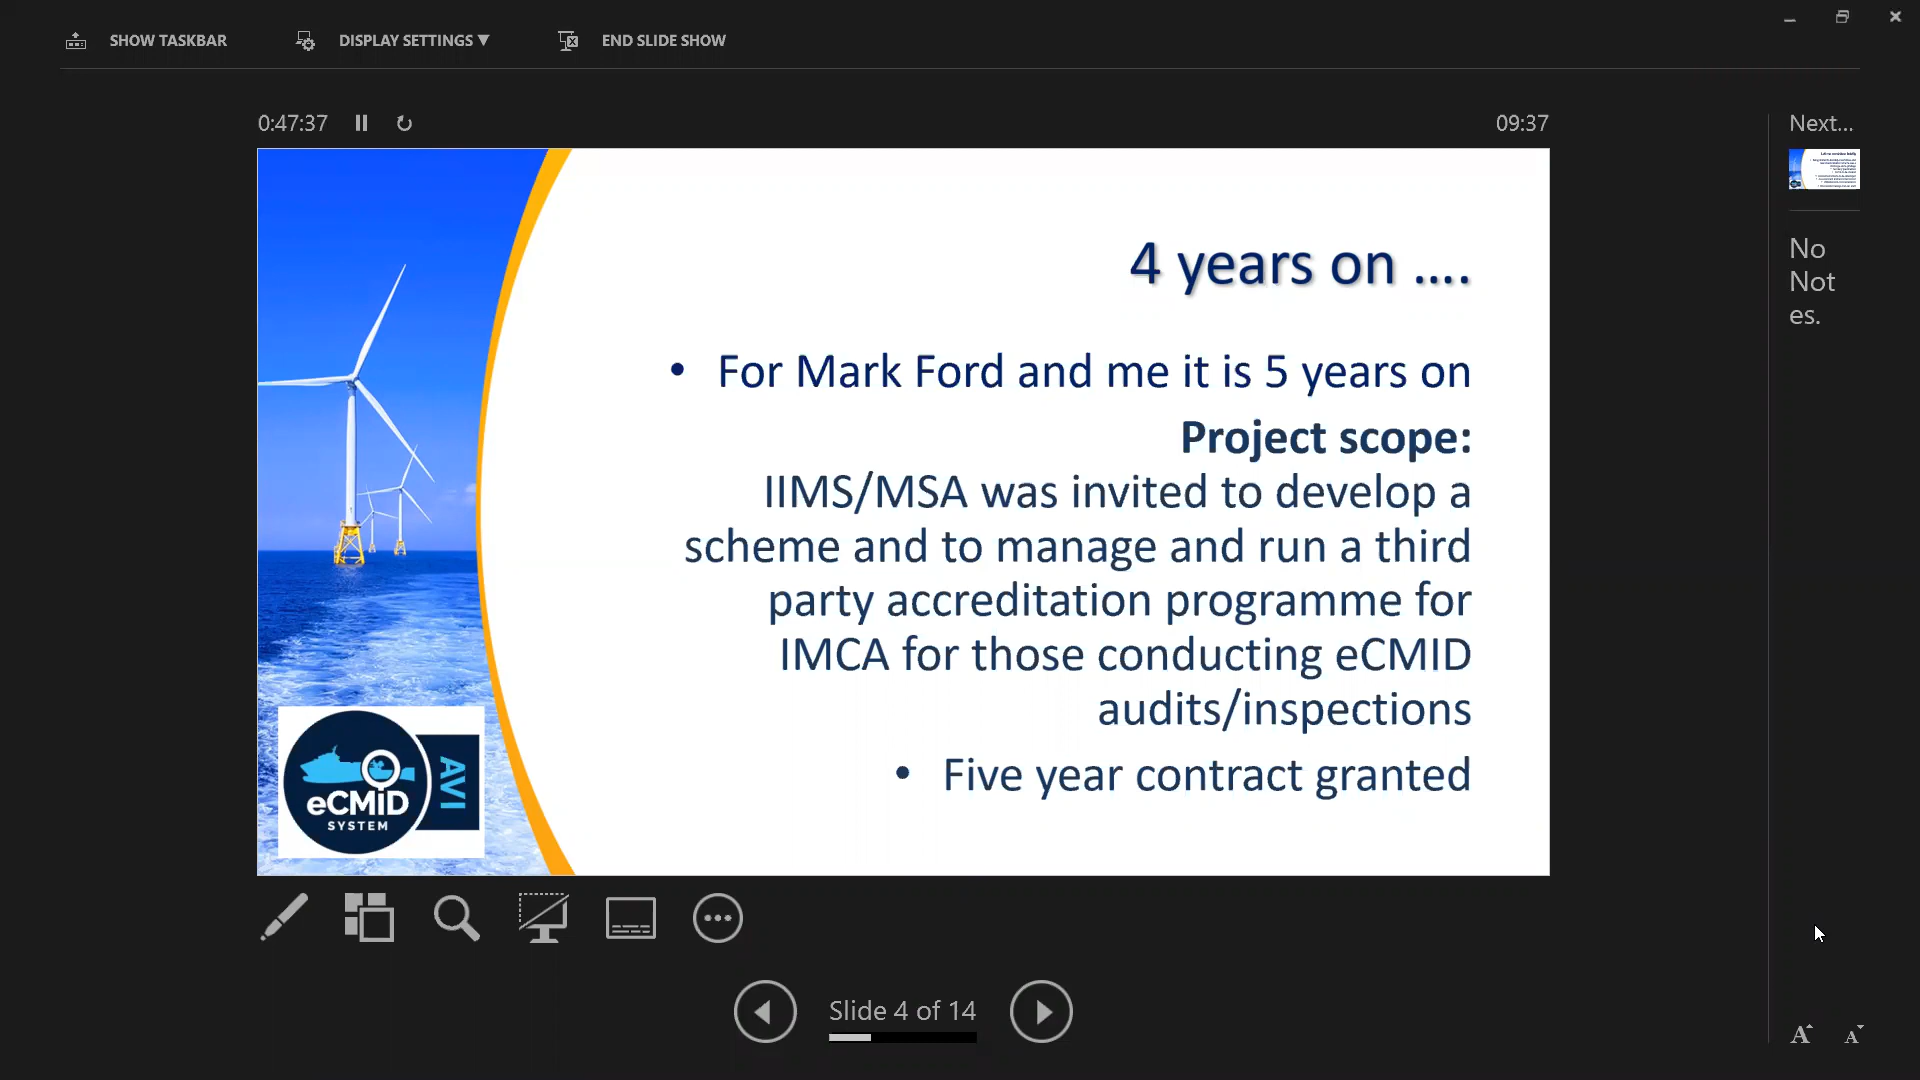 SHOW TASKBAR
DISPLAY SETTINGS ▼
END SLIDE SHOW
0:47:37
09:37
Next...
4 years on ....
• For Mark Ford and me it is 5 years on
Project scope:
IIMS/MSA was invited to develop a
scheme and to manage and run a third
party accreditation programme for
IMCA for those conducting eCMID
audits/inspections
• Five year contract granted
eCMID
SYSTEM
AVI
No
Not
es.
Slide 4 of 14
A
A